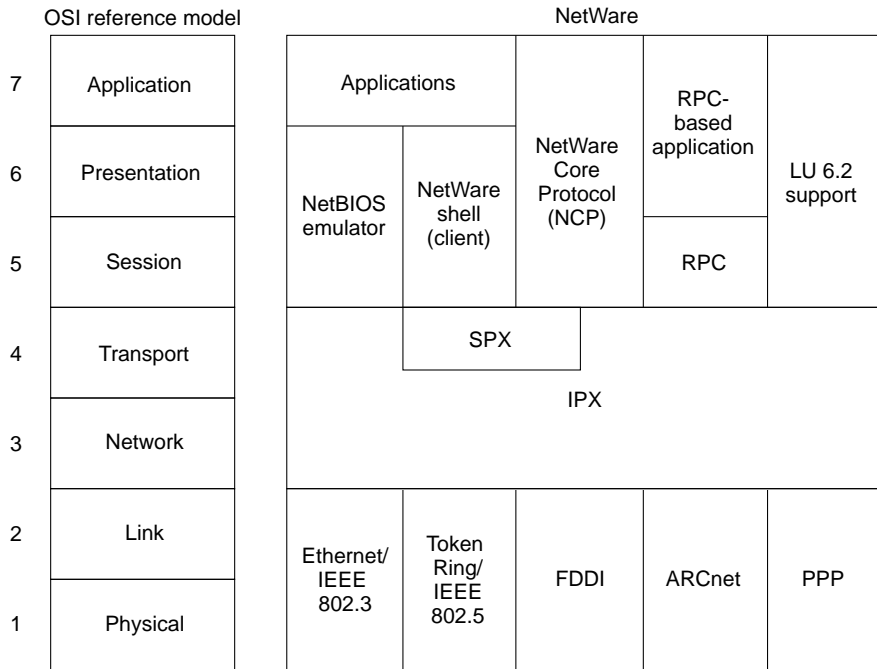 OSI reference model
NetWare
7
Application
Applications
RPC-
based
application
6
Presentation
NetBIOS
emulator
NetWare
shell
(client)
NetWare
Core
Protocol
(NCP)
LU 6.2
support
5
Session
RPC
4
Transport
SPX
IPX
3
Network
2
Link
Ethernet/
IEEE
802.3
Token
Ring/
IEEE
802.5
FDDI
ARCnet
PPP
1
Physical